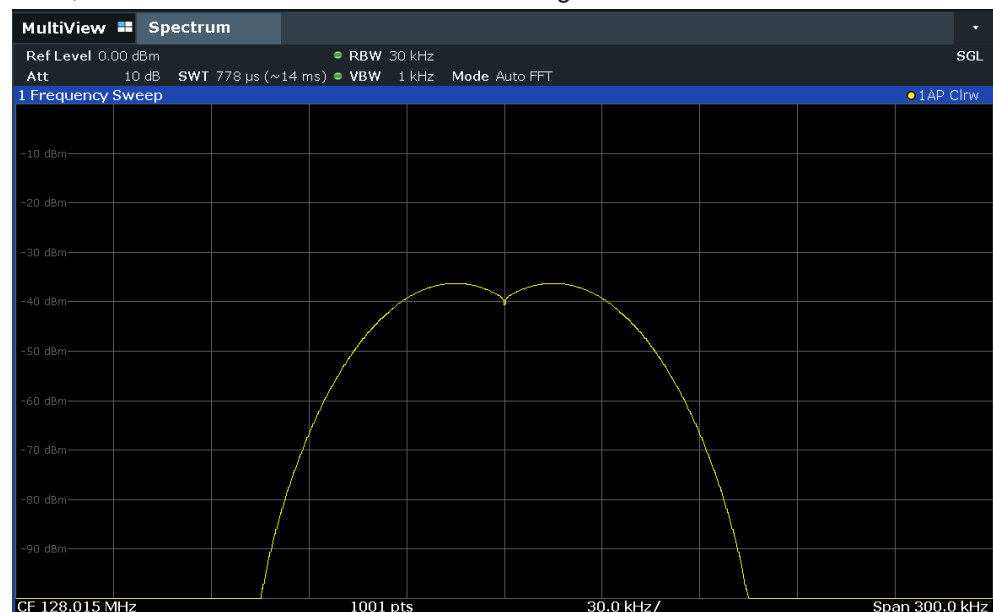 MultiView Spectrum
Ref Level 0.00 dBm RBW 30 kHz SGL
Att 10 dB SWT 778 µs (~14 ms) VBW 1 kHz Mode Auto FFT
1 Frequency Sweep 1AP Clrw
-10 dBm
-20 dBm
-30 dBm
-40 dBm
-50 dBm
-60 dBm
-70 dBm
-80 dBm
-90 dBm
CF 128.015 MHz 1001 pts 30.0 kHz/ Span 300.0 kHz